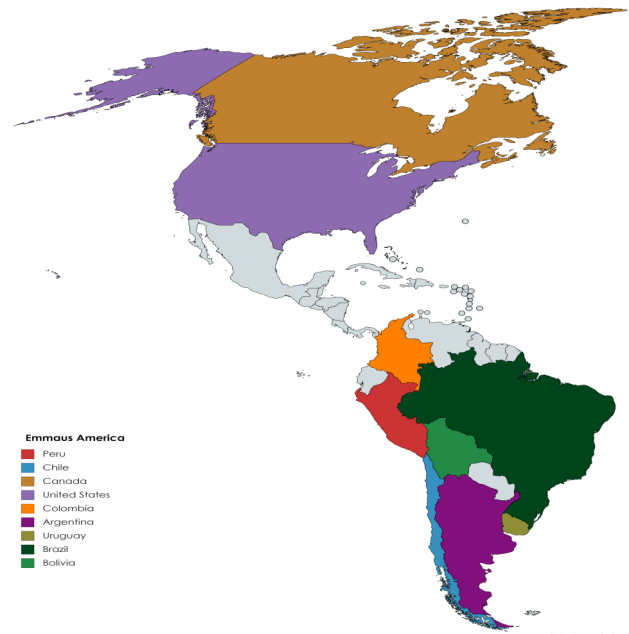 Emmaus America
Peru
Chile
Canada
United States
Colombia
Argentina
Uruguay
Brazil
Bolivia